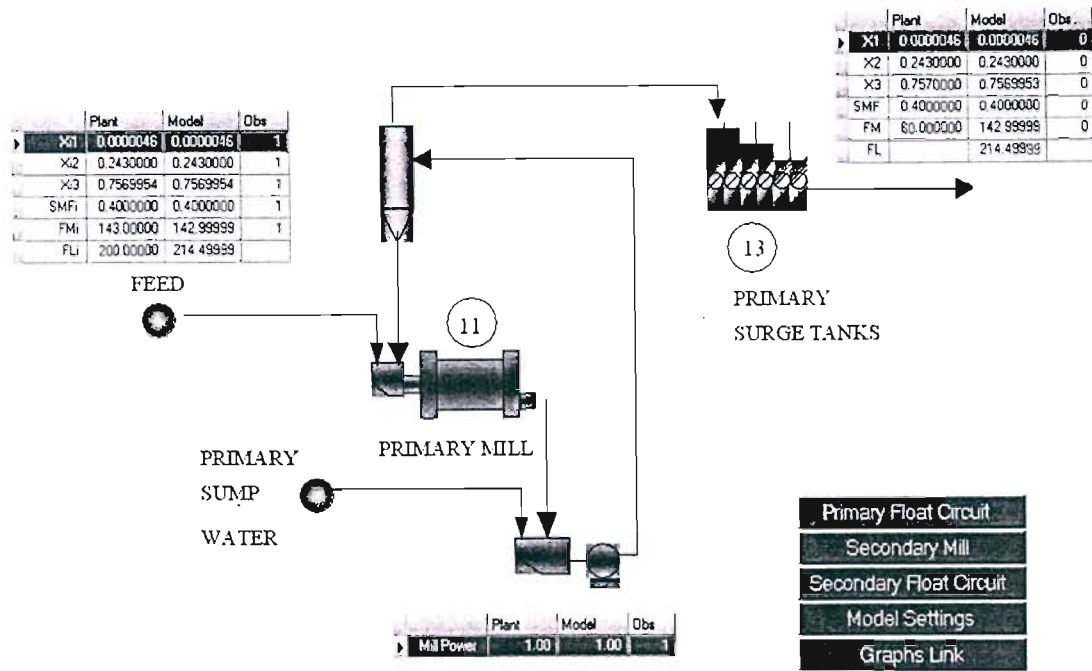 Plant Model Obs
Xi1 0.0000046 0.0000046 1
Xi2 0.2430000 0.2430000 1
Xi3 0.7569954 0.7569954 1
SMFi 0.4000000 0.4000000 1
FMi 143.00000 142.99999 1
FLi 200.00000 214.49999
Plant Model Obs.
X1 0.0000046 0.0000046 0
X2 0.2430000 0.2430000 0
X3 0.7570000 0.7569953 0
SMF 0.4000000 0.4000000 0
FM 60.000000 142.99999 0
FL 214.49999
FEED
11
13
PRIMARY
SURGE TANKS
PRIMARY MILL
PRIMARY
SUMP
WATER
Primary Float Circuit
Secondary Mill
Secondary Float Circuit
Model Settings
Graphs Link
Plant Model Obs
Mill Power 1.00 1.00 1